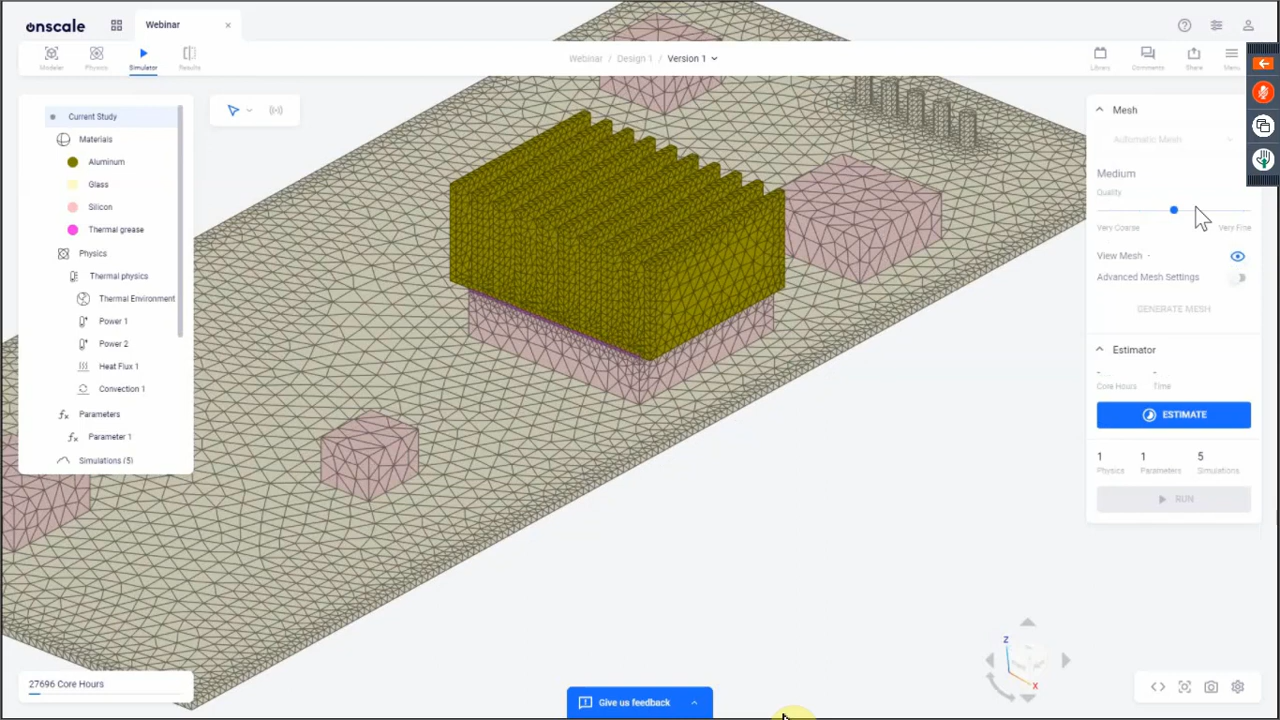 onscale
Webinar
Modeler
Physics
Simulator
Results
Webinar / Design 1 / Version 1
Library
Comments
Share
Menu
Current Study
Materials
Aluminum
Glass
Silicon
Thermal grease
Physics
Thermal physics
Thermal Environment
Power 1
Power 2
Heat Flux 1
Convection 1
Parameters
Parameter 1
Simulations (5)
27696 Core Hours
Mesh
Automatic Mesh
Medium
Quality
Very Coarse
Very Fine
View Mesh -
Advanced Mesh Settings
GENERATE MESH
Estimator
- -
Core Hours Time
ESTIMATE
1 1 5
Physics Parameters Simulations
RUN
Z
X
Give us feedback